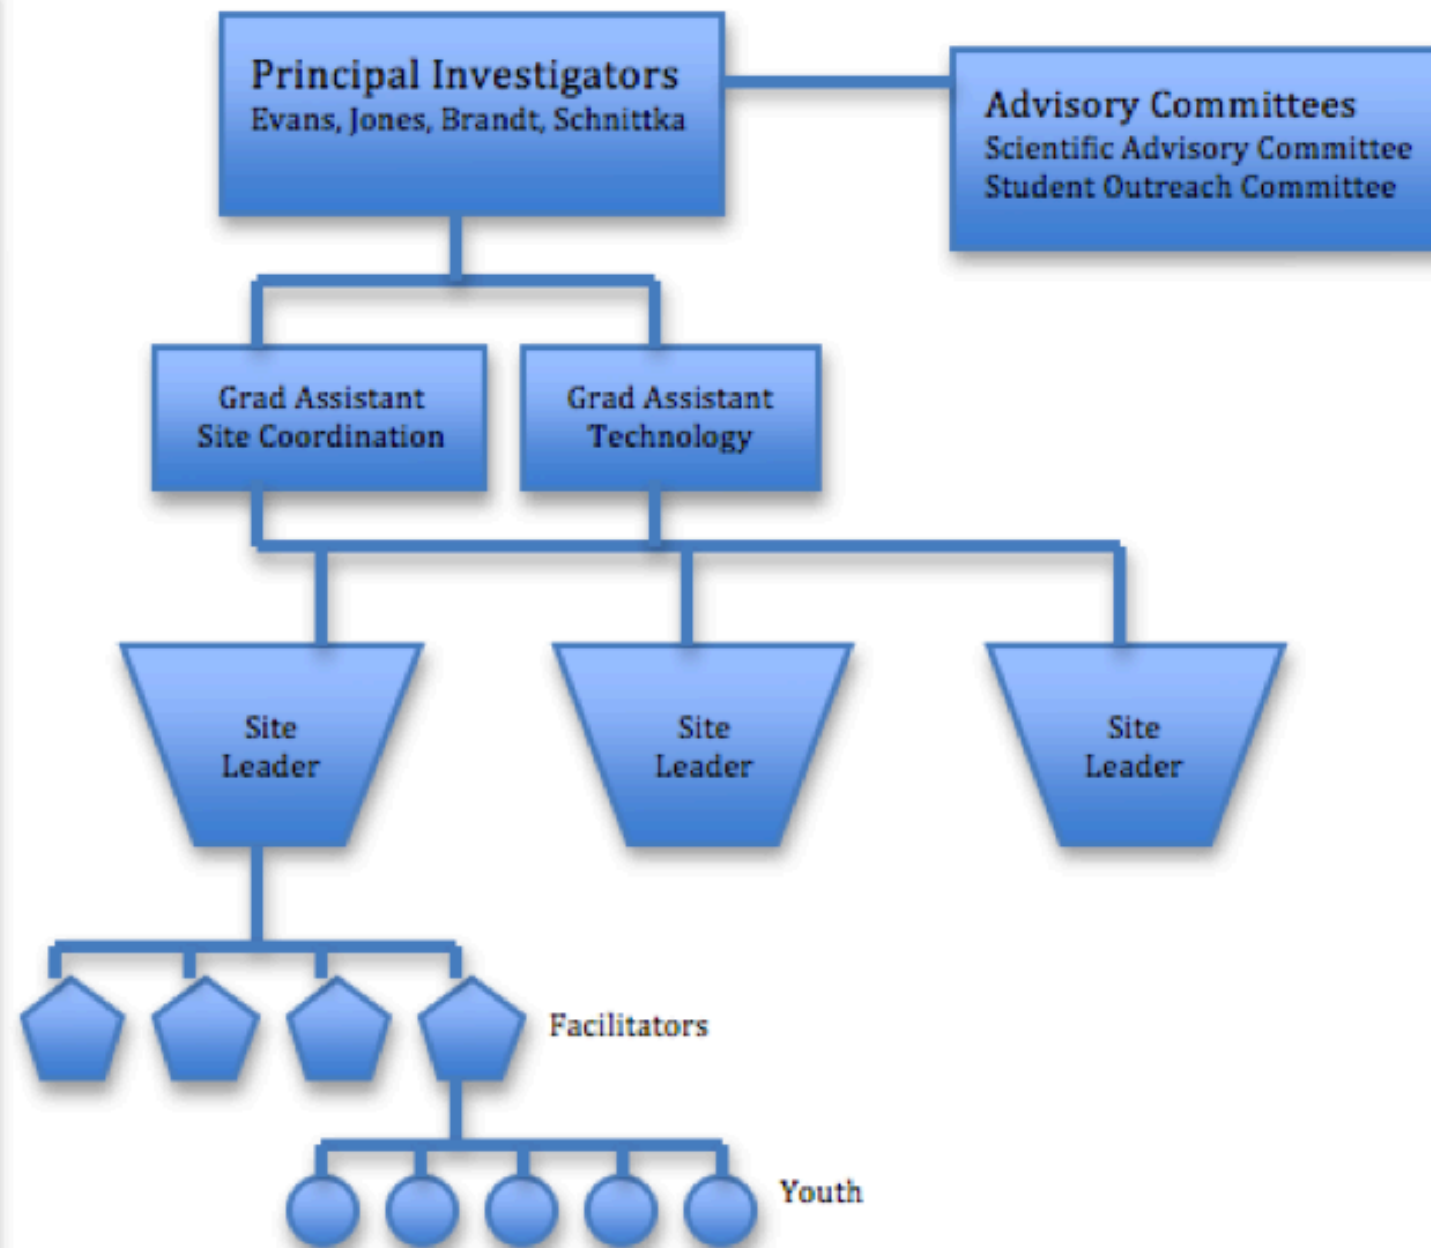 Principal Investigators
Evans, Jones, Brandt, Schnittka
Advisory Committees
Scientific Advisory Committee
Student Outreach Committee
Grad Assistant
Site Coordination
Grad Assistant
Technology
Site
Leader
Site
Leader
Site
Leader
Facilitators
Youth